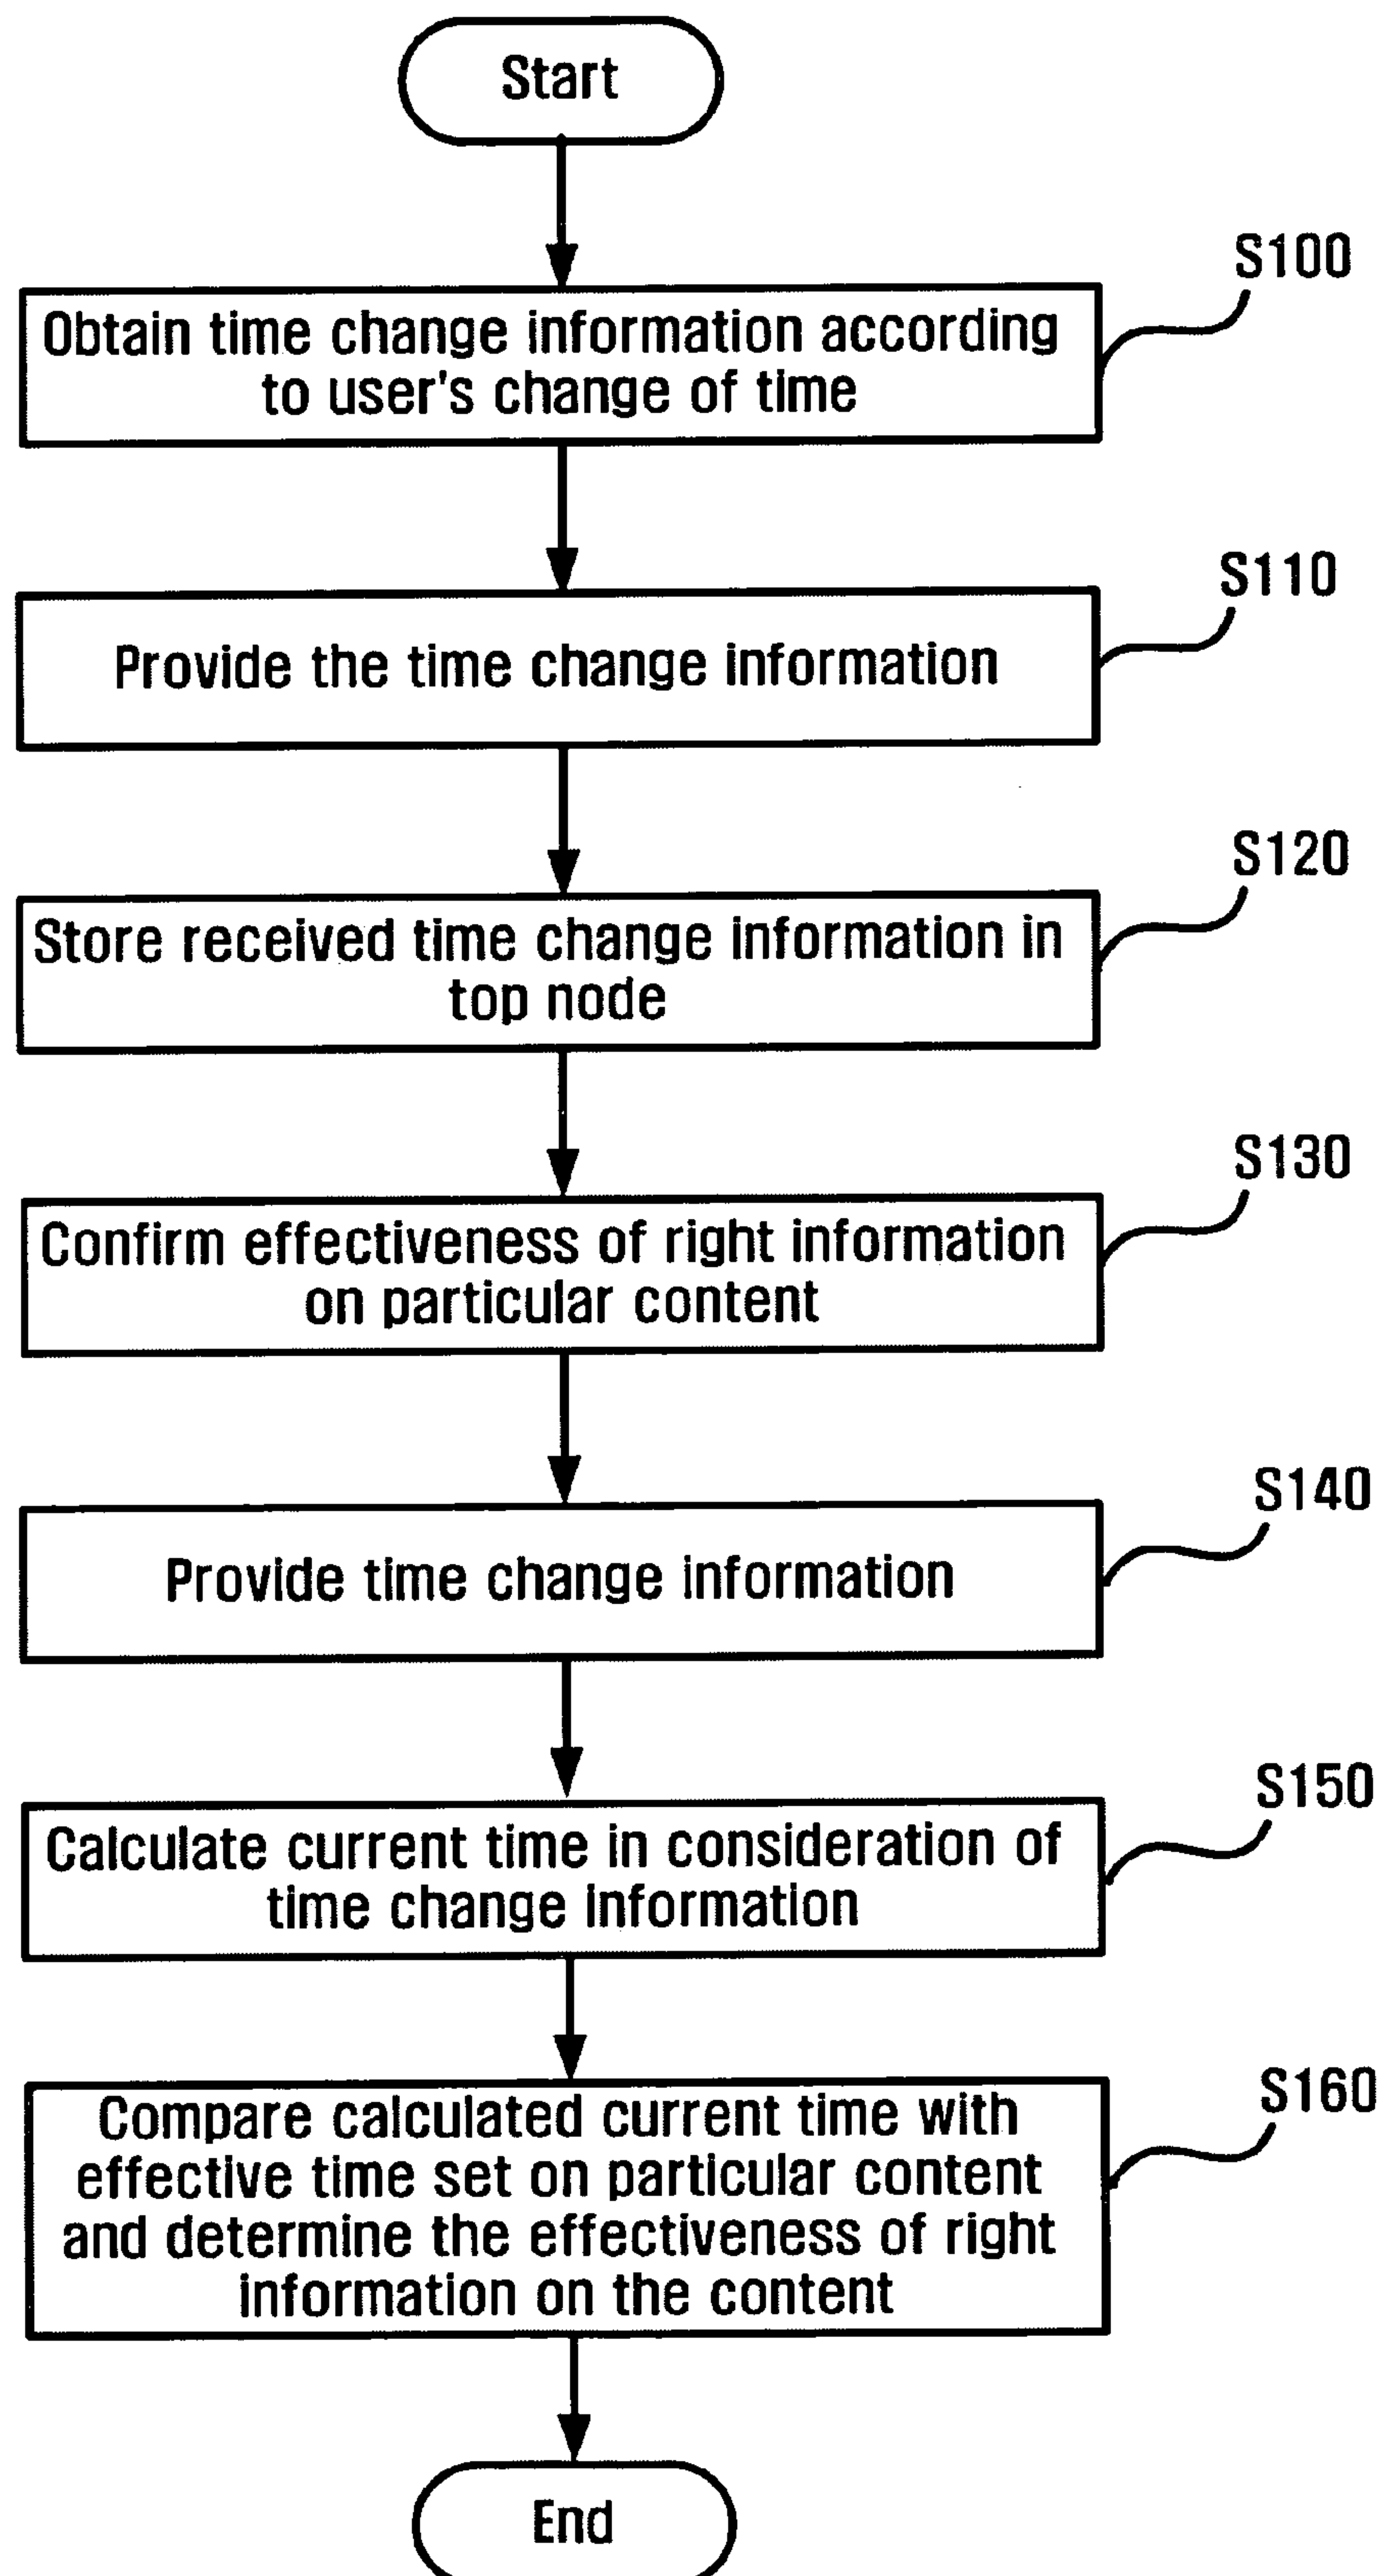 Start
S100
Obtain time change information according
to user's change of time
S110
Provide the time change information
S120
Store received time change information in
top node
S130
Confirm effectiveness of right information
on particular content
S140
Provide time change information
S150
Calculate current time in consideration of
time change information
S160
Compare calculated current time with
effective time set on particular content
and determine the effectiveness of right
information on the content
End